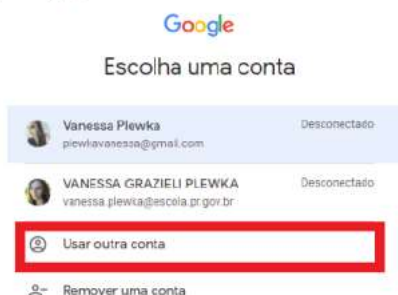 Google
Escolha uma conta
Vanessa Plewka Desconectado
plewkavanessa@gmail.com
VANESSA GRAZIELI PLEWKA Desconectado
vanessa.plewka@escola.pr.gov.br
Usar outra conta
Remover uma conta